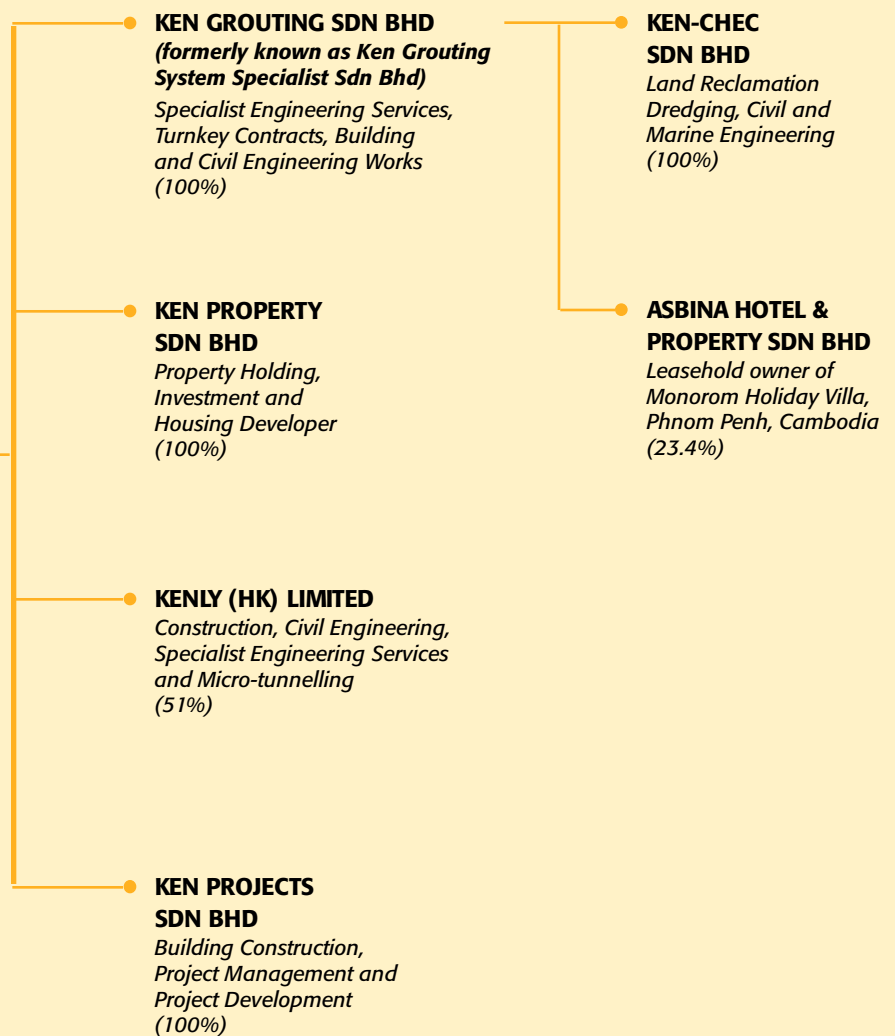 KEN GROUTING SDN BHD
(formerly known as Ken Grouting
System Specialist Sdn Bhd)
Specialist Engineering Services,
Turnkey Contracts, Building
and Civil Engineering Works
(100%)
KEN-CHEC
SDN BHD
Land Reclamation
Dredging, Civil and
Marine Engineering
(100%)
KEN PROPERTY
SDN BHD
Property Holding,
Investment and
Housing Developer
(100%)
ASBINA HOTEL &
PROPERTY SDN BHD
Leasehold owner of
Monorom Holiday Villa,
Phnom Penh, Cambodia
(23.4%)
KENLY (HK) LIMITED
Construction, Civil Engineering,
Specialist Engineering Services
and Micro-tunnelling
(51%)
KEN PROJECTS
SDN BHD
Building Construction,
Project Management and
Project Development
(100%)